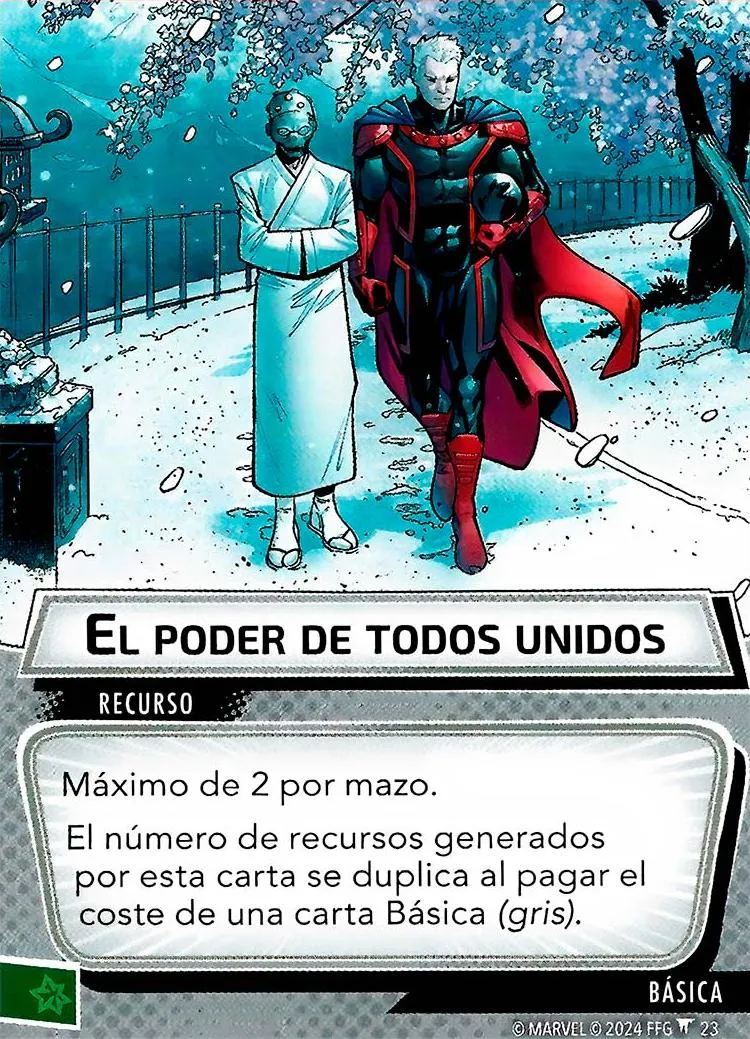 EL PODER DE TODOS UNIDOS
RECURSO
Máximo de 2 por mazo.
El número de recursos generados
por esta carta se duplica al pagar el
coste de una carta Básica (gris).
BÁSICA
© MARVEL © 2024 FFG 23